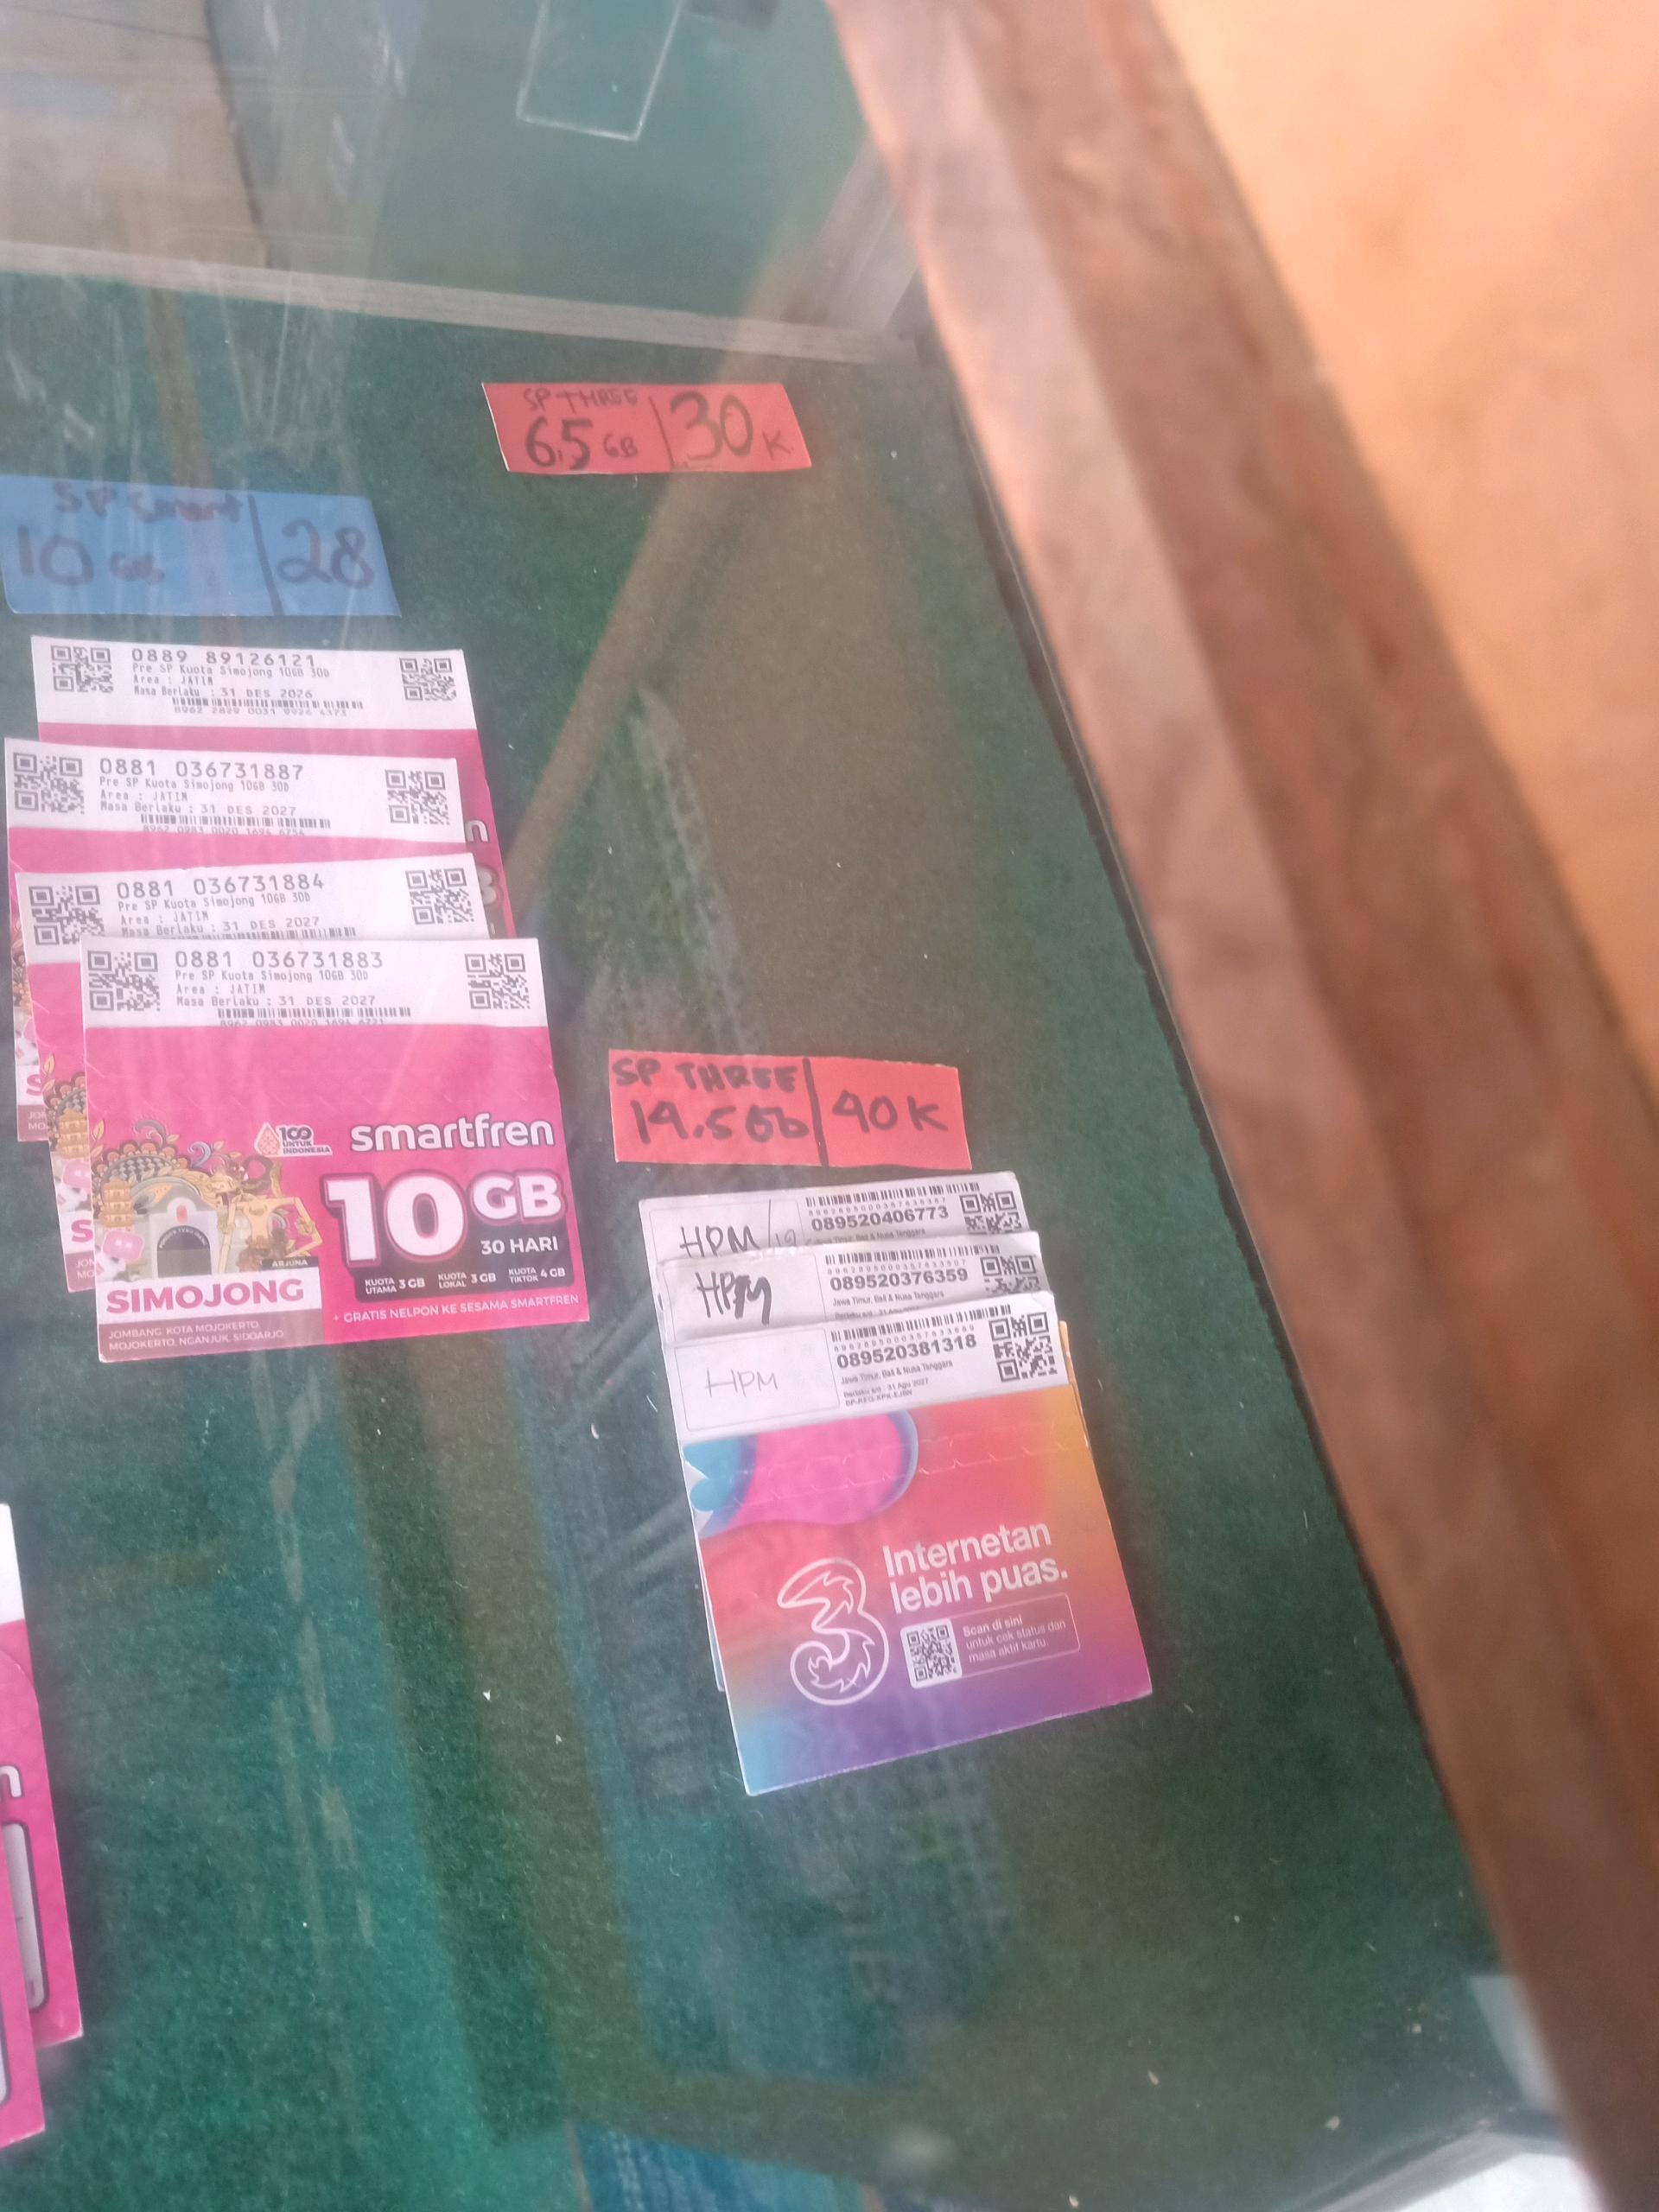 SP THREE
6,5 GB | 30 K
SP Smart
10 GB | 28
0889 89126121
Pre SP Kuota Simojong 10GB 30D
Area : JATIM
Masa Berlaku : 31 DES 2026
0881 036731887
Pre SP Kuota Simojong 10GB 30D
Area : JATIM
Masa Berlaku : 31 DES 2027
0881 036731884
Pre SP Kuota Simojong 10GB 30D
Area : JATIM
Masa Berlaku : 31 DES 2027
0881 036731883
Pre SP Kuota Simojong 10GB 30D
Area : JATIM
Masa Berlaku : 31 DES 2027
100
UNTUK
INDONESIA
smartfren
10 GB
30 HARI
ARJUNA
KUOTA UTAMA 3 GB KUOTA LOKAL 3 GB KUOTA TIKTOK 4 GB
SIMOJONG
+ GRATIS NELPON KE SESAMA SMARTFREN
JOMBANG, KOTA MOJOKERTO,
MOJOKERTO, NGANJUK, SIDOARJO
SP THREE
14.5 Gb | 40 K
HPM
089520406773
HPM
089520376359
Jawa Timur, Bali & Nusa Tenggara
HPM
089520381318
Jawa Timur, Bali & Nusa Tenggara
Berlaku s/d : 31 Agu 2027
3
Internetan
lebih puas.
Scan di sini
untuk cek status dan
masa aktif kartu.